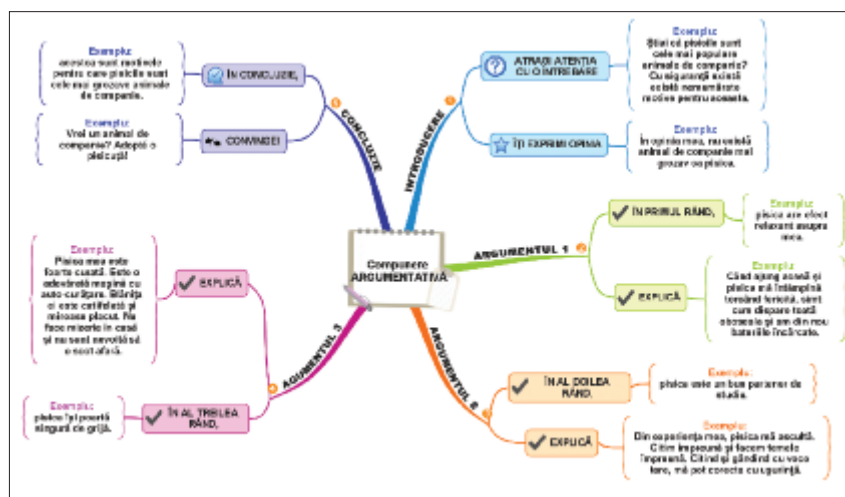 Compunere
ARGUMENTATIVĂ
INTRODUCERE
ATRAGI ATENȚIA
CU O ÎNTREBARE
Exemplu:
Știai că pisicile sunt
cele mai populare
animale de companie?
Cu siguranță există
există nenumărate
motive pentru aceasta.
ÎȚI EXPRIMI OPINIA
Exemplu:
În opinia mea, nu există
animal de companie mai
grozav ca pisica.
ARGUMENTUL 1
ÎN PRIMUL RÂND,
Exemplu:
pisica are efect
relaxant asupra
mea.
EXPLICĂ
Exemplu:
Când ajung acasă și
pisica mă întâmpină
torcând fericită, simt
cum dispare toată
oboseala și am din nou
bateriile încărcate.
ARGUMENTUL 2
ÎN AL DOILEA
RÂND,
Exemplu:
pisica este un bun partener de
studiu.
EXPLICĂ
Exemplu:
Din experiența mea, pisica mă ascultă.
Citim împreună și facem temele
împreună. Citind și gândind cu voce
tare, mă pot corecta cu ușurință.
AGUMENTUL 3
EXPLICĂ
Exemplu:
Pisica mea este
foarte curată. Este o
adevărată mașină cu
auto-curățare. Blănița
ei este catifelată și
miroase placut. Nu
face mizerie în casă
și nu sunt nevoită să
o scot afară.
ÎN AL TREILEA
RÂND,
Exemplu:
pisica își poartă
singură de grijă.
CONCLUZIE
ÎN CONCLUZIE,
Exemplu:
acestea sunt motivele
pentru care pisicile sunt
cele mai grozave animale
de companie.
CONVINGEI
Exemplu:
Vrei un animal de
companie? Adoptă o
pisicuță!